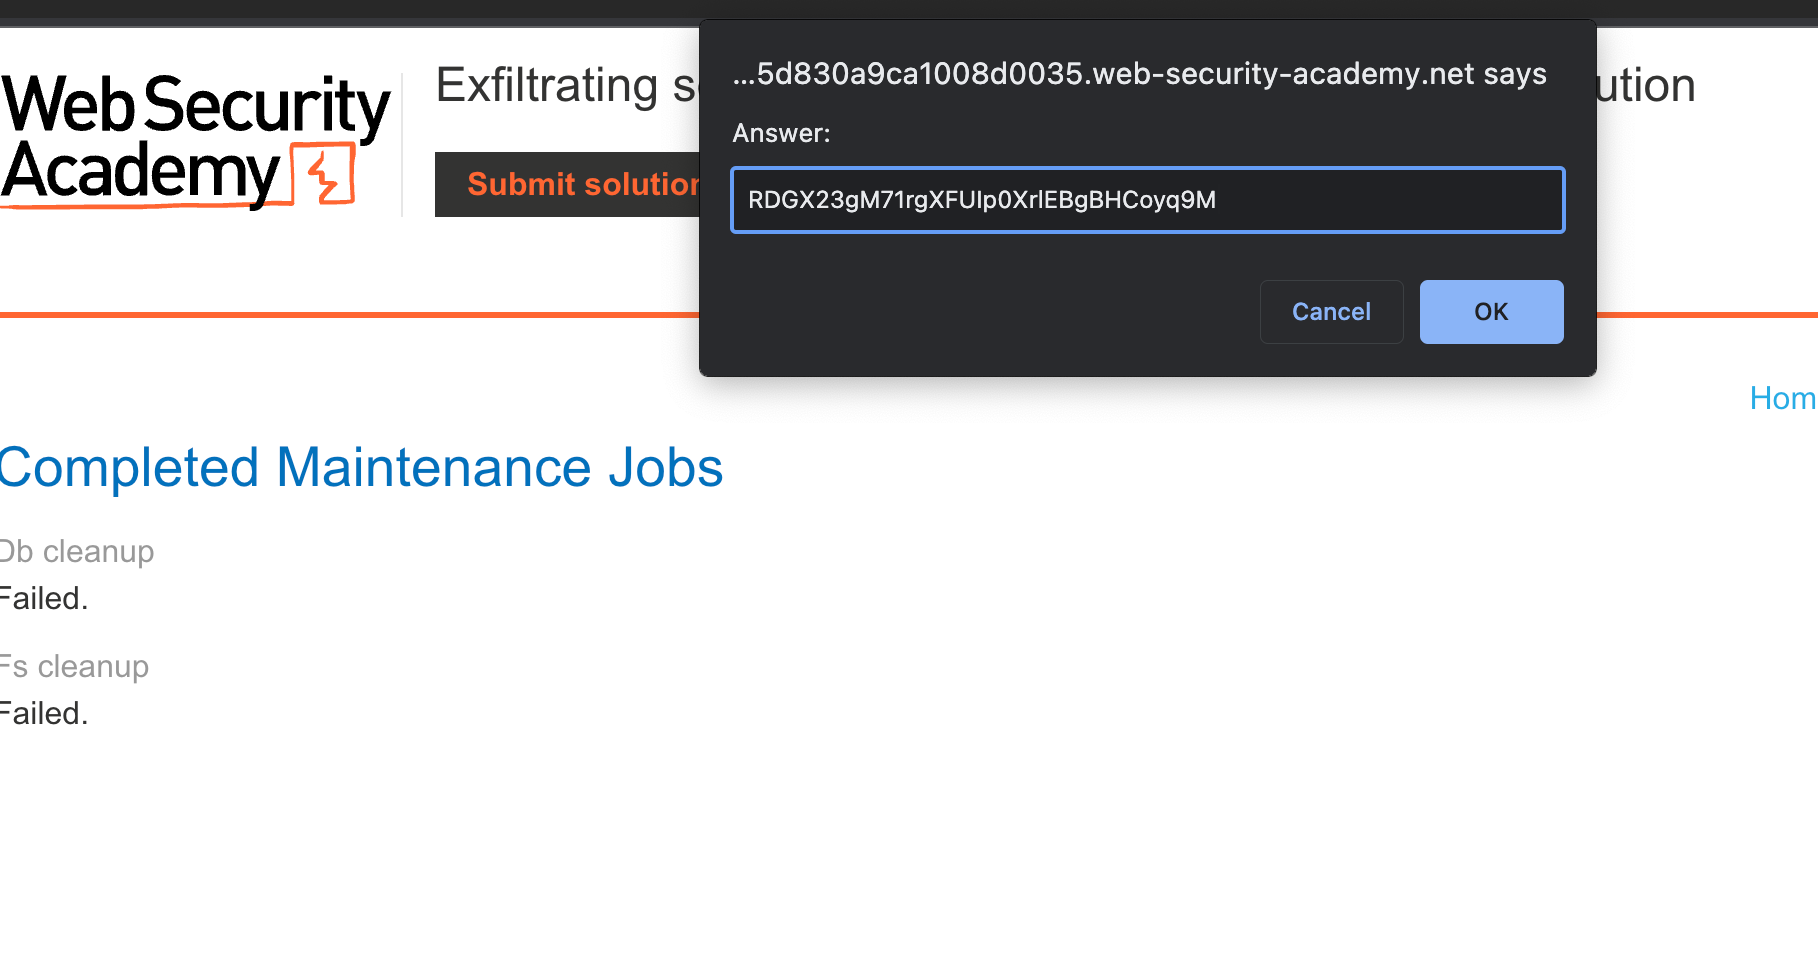 ...5d830a9ca1008d0035.web-security-academy.net says
Answer:
RDGX23gM71rgXFUIp0XrlEBgBHCoyq9M
Cancel
OK
Web Security
Academy
Exfiltrating s
ution
Submit solution
Hom
Completed Maintenance Jobs
Db cleanup
Failed.
Fs cleanup
Failed.